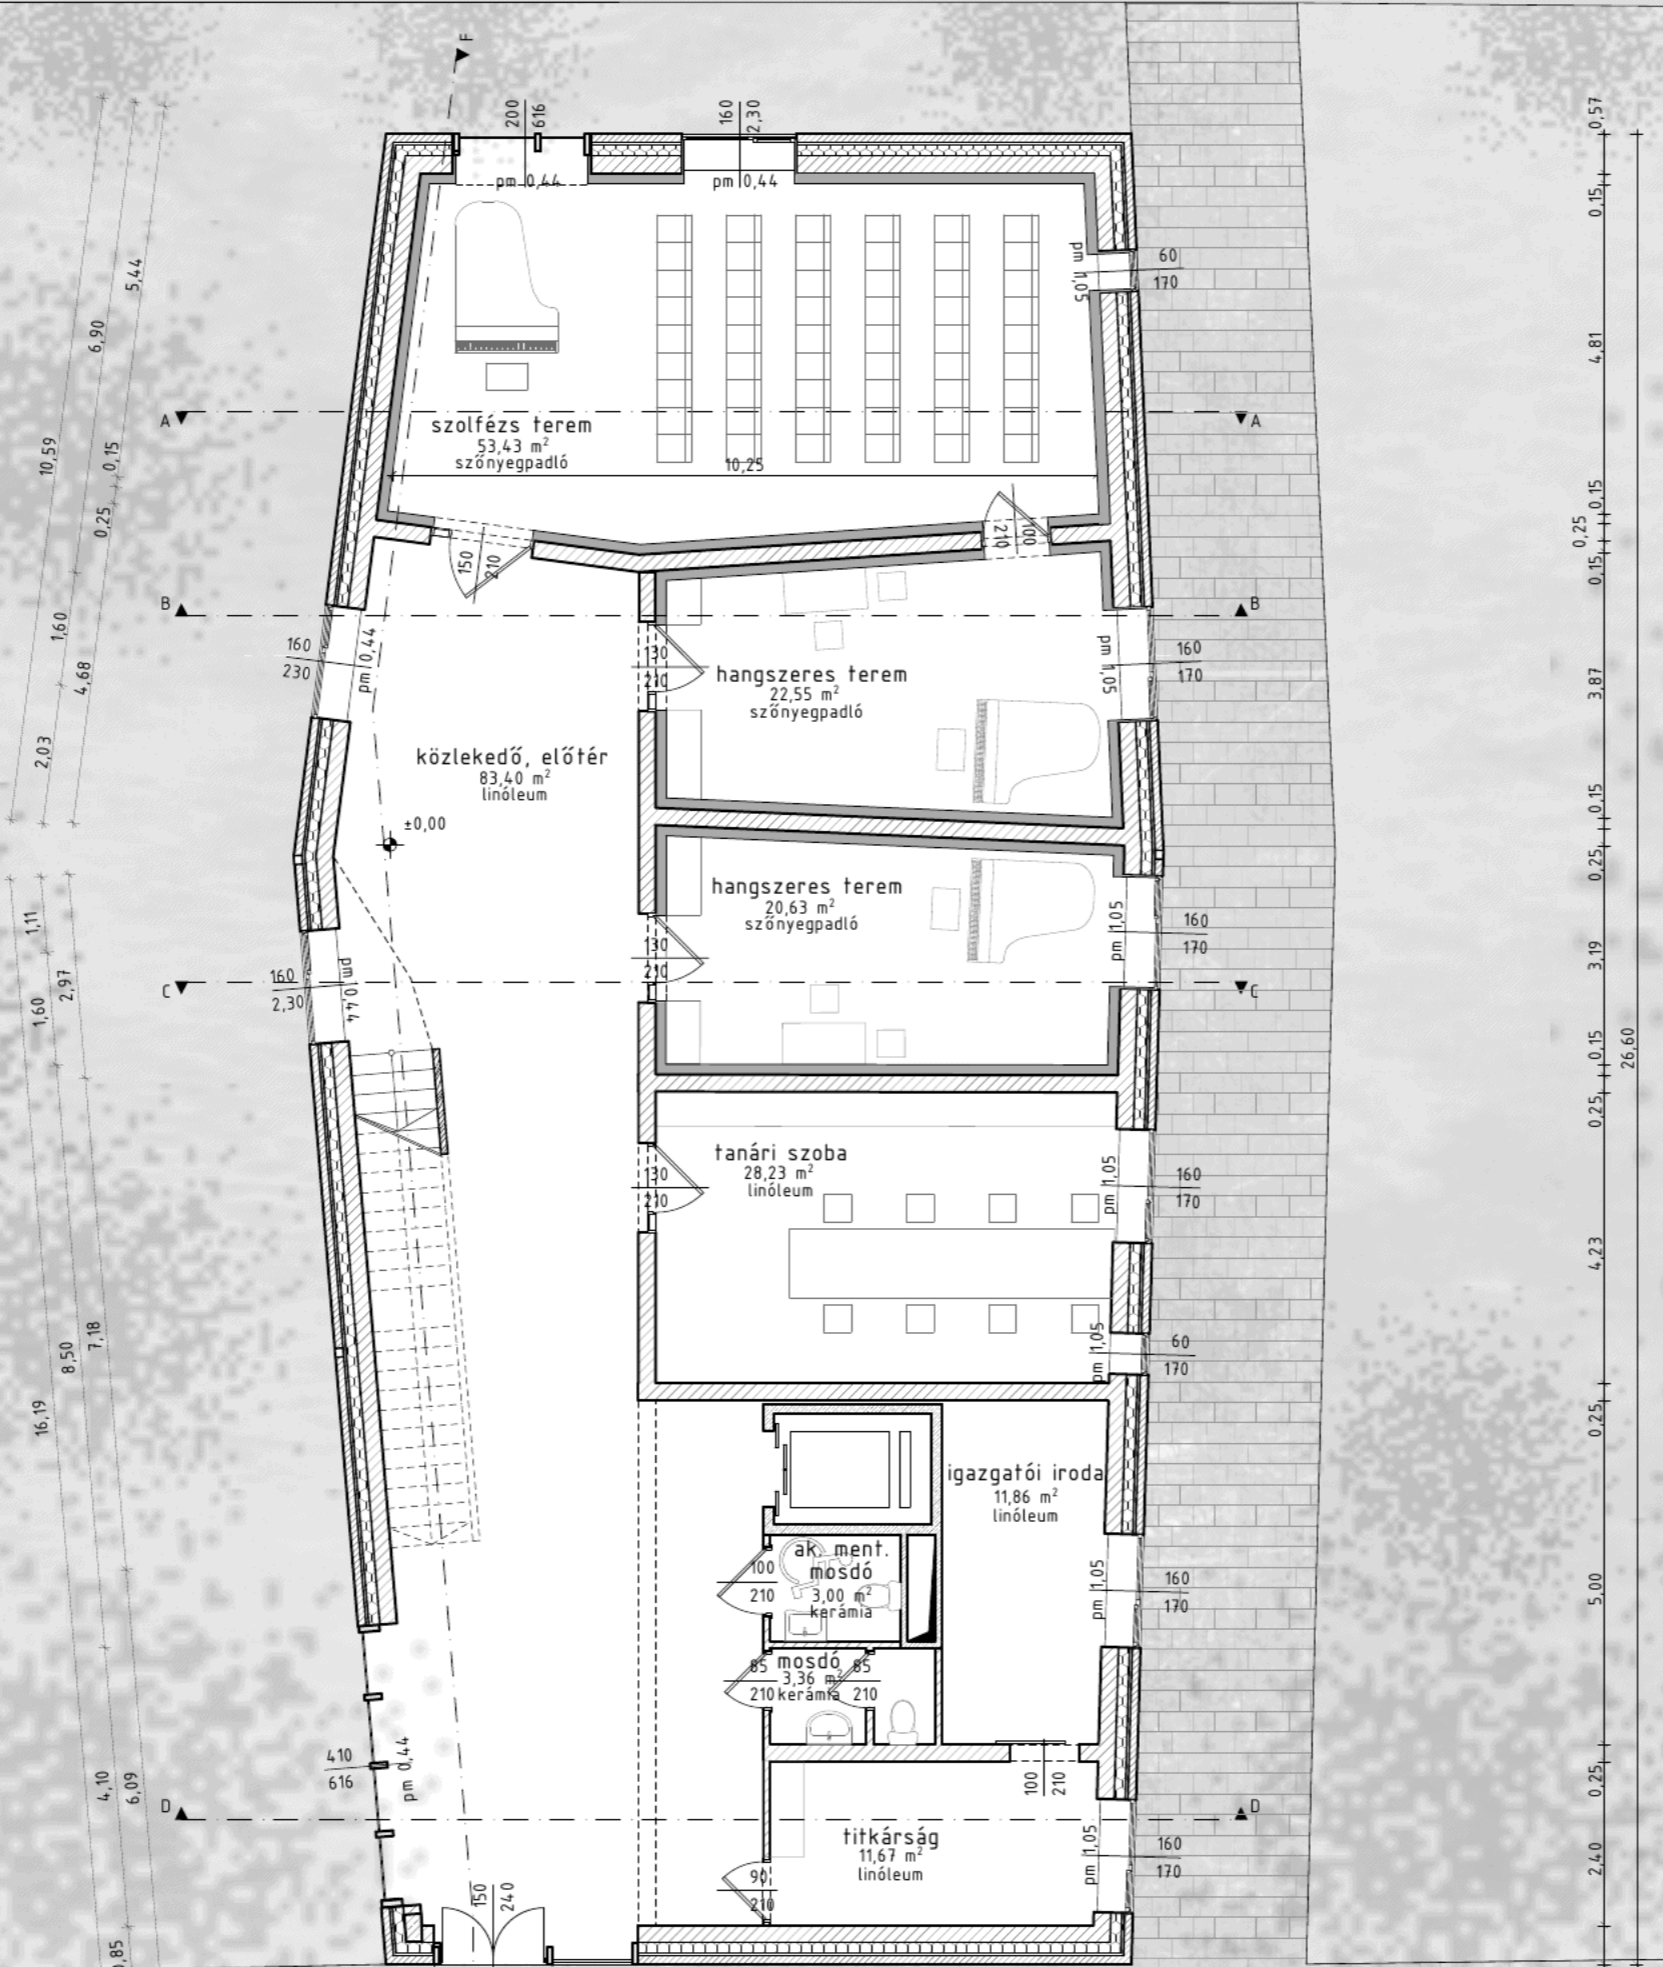 F
200
616
160
2,30
0,57
pm 0,44
pm 0,44
0,15
5,44
pm 1,05
60
170
6,90
4,81
A
szolfézs terem
53,43 m²
szőnyegpadló
10,25
A
10,59
0,15
0,25
150
210
210
100
0,15
0,25
0,15
B
B
1,60
160
230
pm 0,44
4,68
130
210
hangszeres terem
22,55 m²
szőnyegpadló
pm 1,05
160
170
3,87
2,03
közlekedő, előtér
83,40 m²
linóleum
±0,00
0,15
0,25
hangszeres terem
20,63 m²
szőnyegpadló
1,11
130
210
pm 1,05
160
170
3,19
2,97
C
160
2,30
pm 0,44
C
1,60
0,15
26,60
0,25
tanári szoba
28,23 m²
linóleum
130
210
pm 1,05
160
170
4,23
7,18
8,50
pm 1,05
60
170
16,19
0,25
igazgatói iroda
11,86 m²
linóleum
ak. ment.
mosdó
3,00 m²
kerámia
100
210
pm 1,05
160
170
5,00
mosdó
3,36 m²
kerámia
85
210
85
210
410
616
pm 0,44
4,10
6,09
100
210
0,25
D
D
titkárság
11,67 m²
linóleum
pm 1,05
160
170
2,40
90
210
150
240
0,85